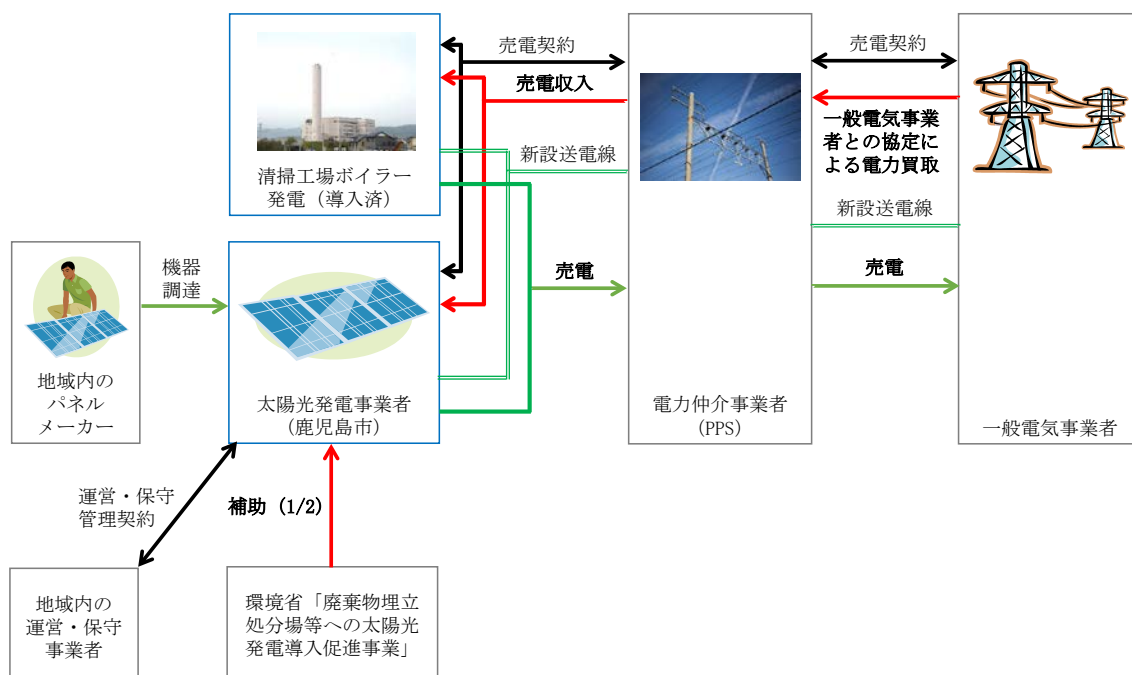 売電契約
売電収入
新設送電線
清掃工場ボイラー
発電（導入済）
売電契約
一般電気事業
者との協定に
よる電力買取
新設送電線
機器
調達
売電
売電
地域内の
パネル
メーカー
太陽光発電事業者
（鹿児島市）
電力仲介事業者
（PPS）
一般電気事業者
運営・保守
管理契約
補助（1/2）
地域内の
運営・保守
事業者
環境省「廃棄物埋立
処分場等への太陽光
発電導入促進事業」